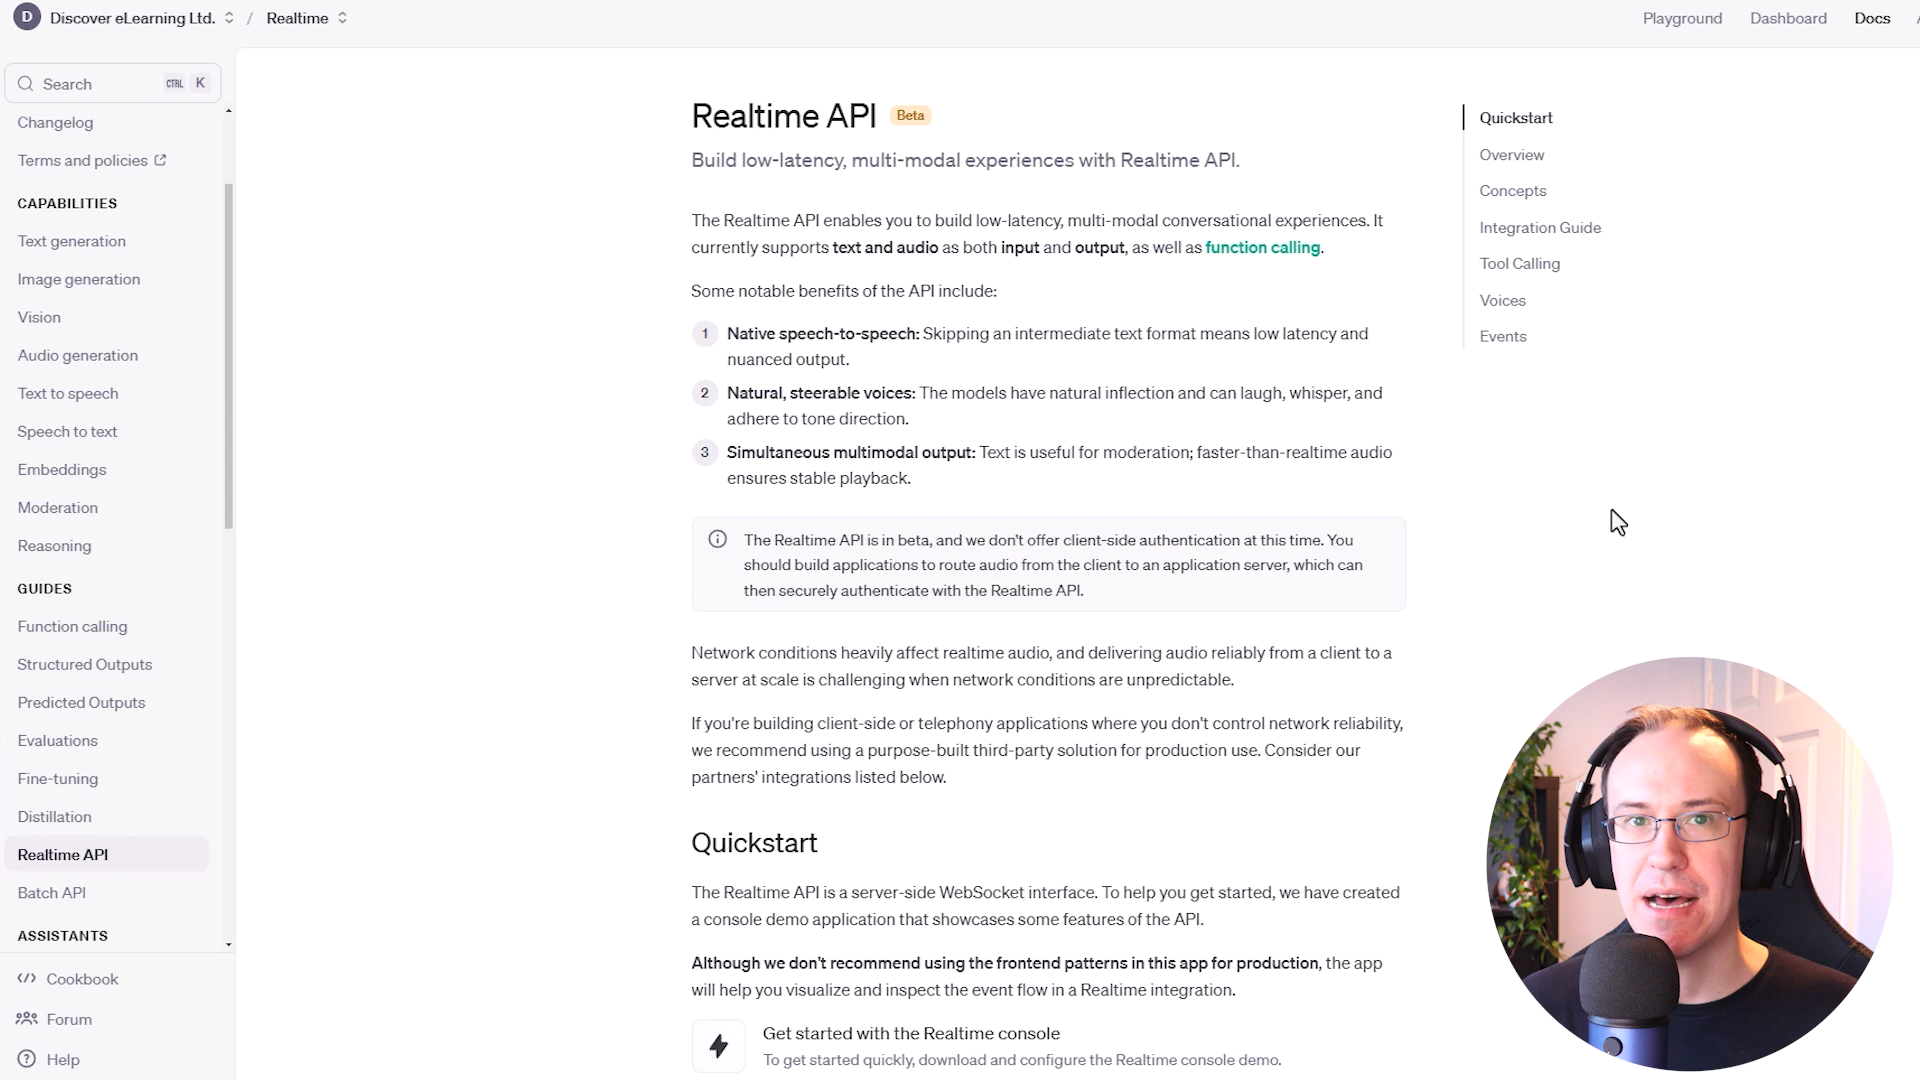 D Discover eLearning Ltd. / Realtime
Playground Dashboard Docs
Search CTRL K
Changelog
Terms and policies
CAPABILITIES
Text generation
Image generation
Vision
Audio generation
Text to speech
Speech to text
Embeddings
Moderation
Reasoning
GUIDES
Function calling
Structured Outputs
Predicted Outputs
Evaluations
Fine-tuning
Distillation
Realtime API
Batch API
ASSISTANTS
Cookbook
Forum
Help
Realtime API Beta
Build low-latency, multi-modal experiences with Realtime API.
The Realtime API enables you to build low-latency, multi-modal conversational experiences. It
currently supports text and audio as both input and output, as well as function calling.
Some notable benefits of the API include:
1 Native speech-to-speech: Skipping an intermediate text format means low latency and
nuanced output.
2 Natural, steerable voices: The models have natural inflection and can laugh, whisper, and
adhere to tone direction.
3 Simultaneous multimodal output: Text is useful for moderation; faster-than-realtime audio
ensures stable playback.
The Realtime API is in beta, and we don't offer client-side authentication at this time. You
should build applications to route audio from the client to an application server, which can
then securely authenticate with the Realtime API.
Network conditions heavily affect realtime audio, and delivering audio reliably from a client to a
server at scale is challenging when network conditions are unpredictable.
If you're building client-side or telephony applications where you don't control network reliability,
we recommend using a purpose-built third-party solution for production use. Consider our
partners' integrations listed below.
Quickstart
The Realtime API is a server-side WebSocket interface. To help you get started, we have created
a console demo application that showcases some features of the API.
Although we don't recommend using the frontend patterns in this app for production, the app
will help you visualize and inspect the event flow in a Realtime integration.
Get started with the Realtime console
To get started quickly, download and configure the Realtime console demo.
Quickstart
Overview
Concepts
Integration Guide
Tool Calling
Voices
Events